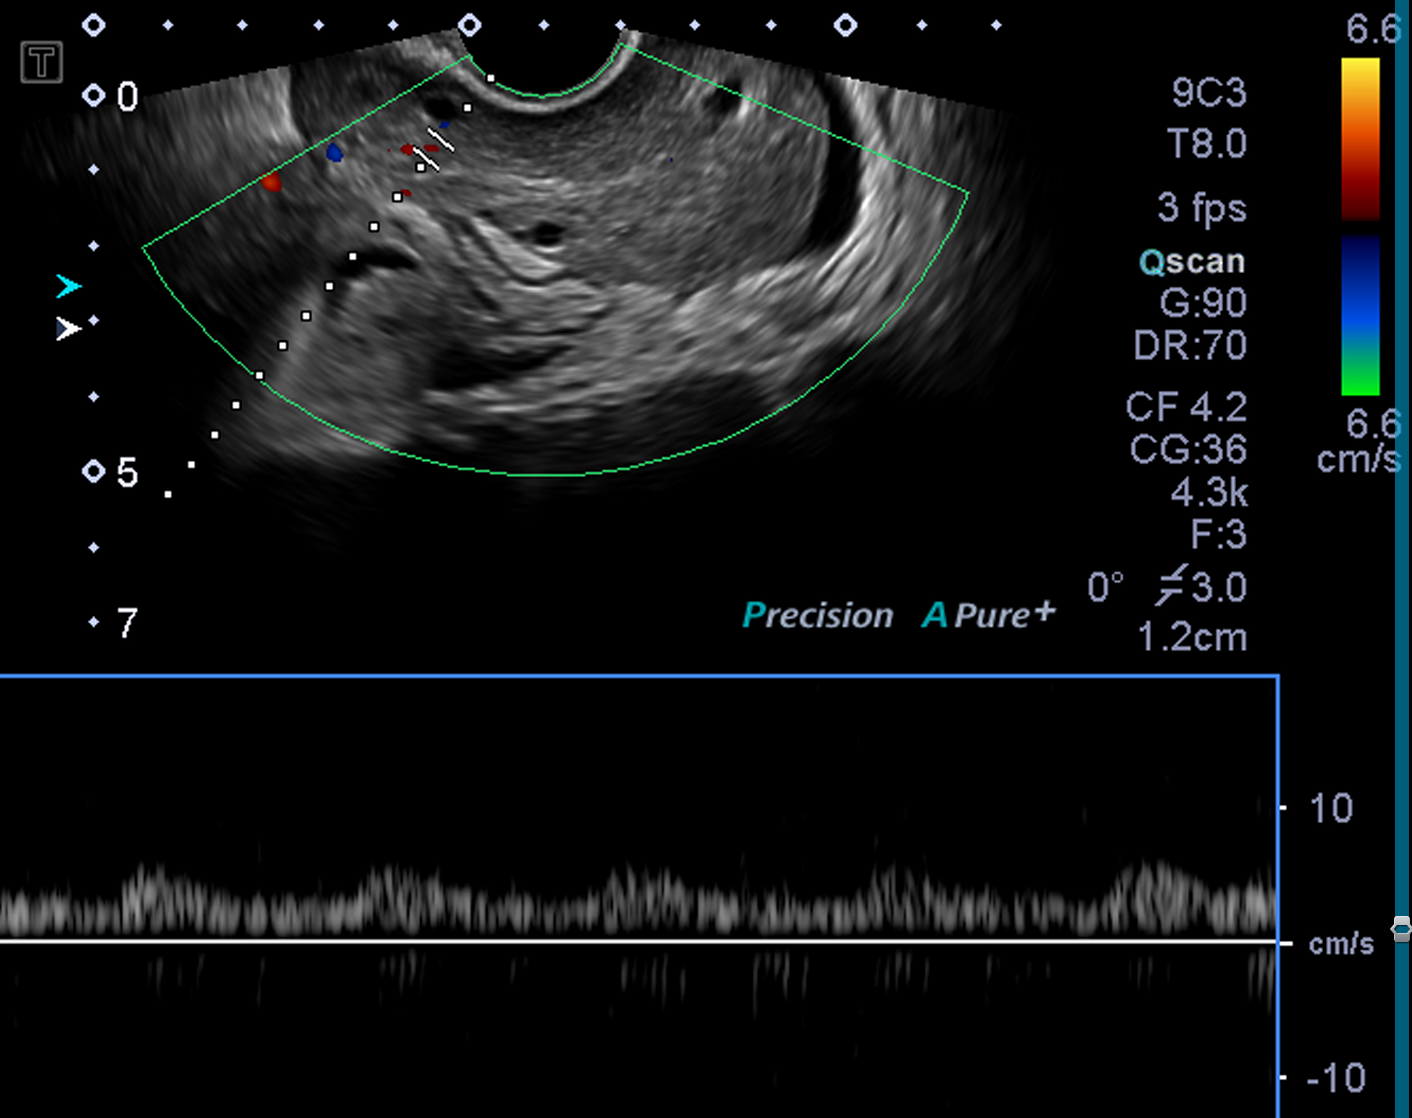 T
6.6
0
9C3
T8.0
3 fps
Qscan
G:90
DR:70
CF 4.2
6.6
CG:36
cm/s
5
4.3k
F:3
0° 3.0
7
Precision A Pure+
1.2cm
10
cm/s
-10